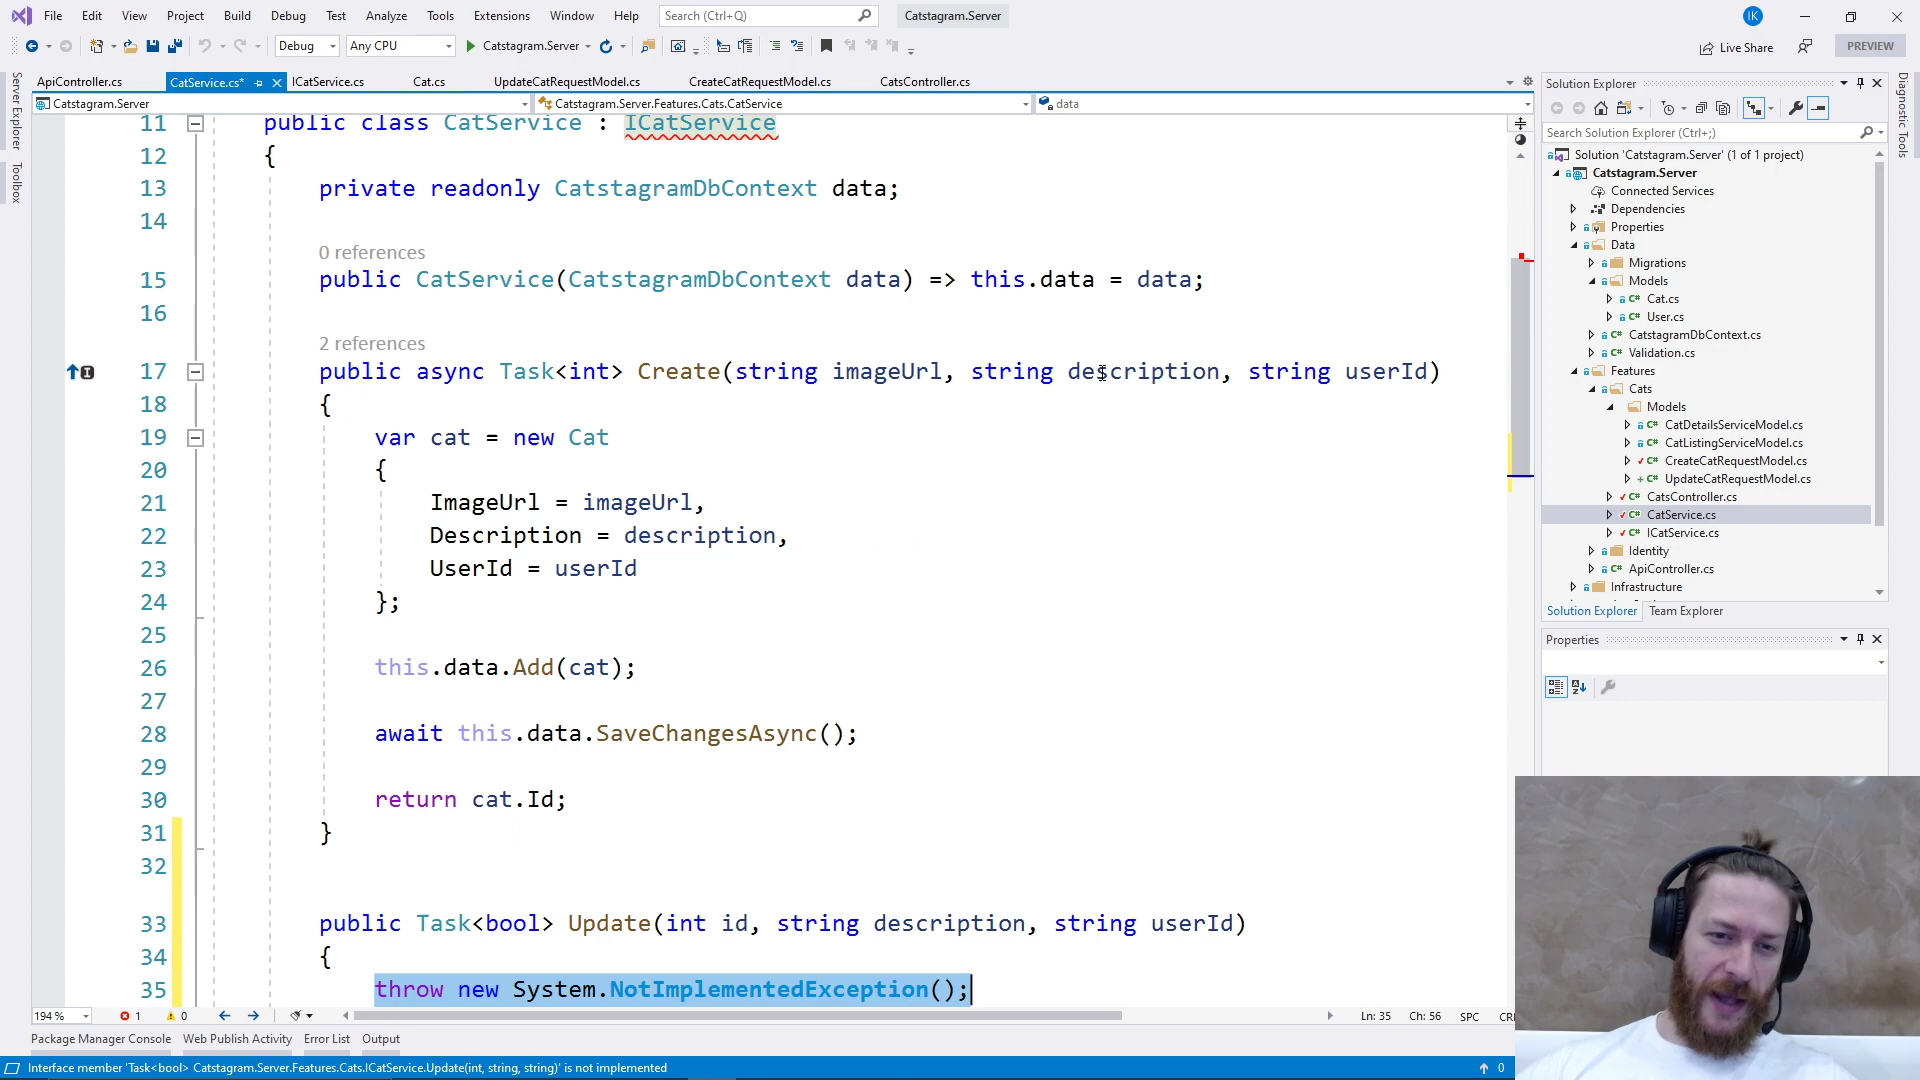 File Edit View Project Build Debug Test Analyze Tools Extensions Window Help Search (Ctrl+Q) Catstagram.Server IK
Debug Any CPU Catstagram.Server Live Share PREVIEW
ApiController.cs CatService.cs* ICatService.cs Cat.cs UpdateCatRequestModel.cs CreateCatRequestModel.cs CatsController.cs
Catstagram.Server Catstagram.Server.Features.Cats.CatService data
11 public class CatService : ICatService
12 {
13 private readonly CatstagramDbContext data;
14
0 references
15 public CatService(CatstagramDbContext data) => this.data = data;
16
2 references
17 public async Task<int> Create(string imageUrl, string description, string userId)
18 {
19 var cat = new Cat
20 {
21 ImageUrl = imageUrl,
22 Description = description,
23 UserId = userId
24 };
25
26 this.data.Add(cat);
27
28 await this.data.SaveChangesAsync();
29
30 return cat.Id;
31 }
32
33 public Task<bool> Update(int id, string description, string userId)
34 {
35 throw new System.NotImplementedException();
194 % 1 0 Ln: 35 Ch: 56 SPC
Package Manager Console Web Publish Activity Error List Output
Interface member 'Task<bool> Catstagram.Server.Features.Cats.ICatService.Update(int, string, string)' is not implemented 0
Server Explorer
Toolbox
Solution Explorer
Search Solution Explorer (Ctrl+;)
Solution 'Catstagram.Server' (1 of 1 project)
Catstagram.Server
Connected Services
Dependencies
Properties
Data
Migrations
Models
Cat.cs
User.cs
CatstagramDbContext.cs
Validation.cs
Features
Cats
Models
CatDetailsServiceModel.cs
CatListingServiceModel.cs
CreateCatRequestModel.cs
UpdateCatRequestModel.cs
CatsController.cs
CatService.cs
ICatService.cs
Identity
ApiController.cs
Infrastructure
Solution Explorer Team Explorer
Properties
Diagnostic Tools